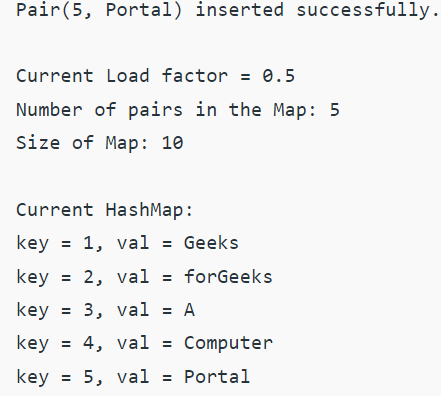 Pair(5, Portal) inserted successfully.
Current Load factor = 0.5
Number of pairs in the Map: 5
Size of Map: 10
Current HashMap:
key = 1, val = Geeks
key = 2, val = forGeeks
key = 3, val = A
key = 4, val = Computer
key = 5, val = Portal